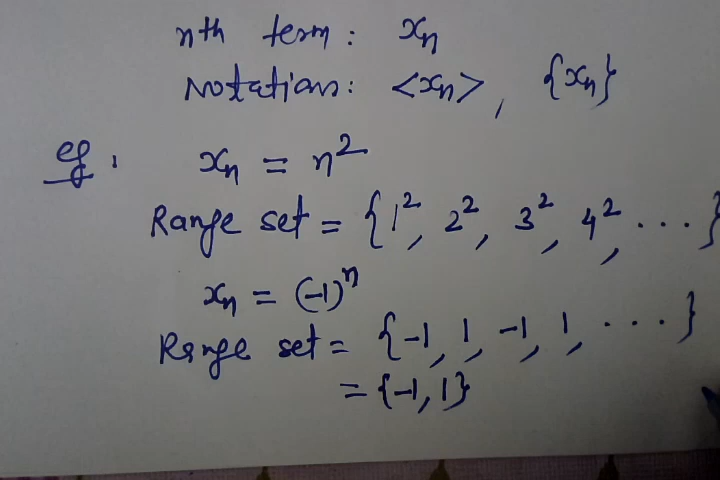 nth term: xₙ
Notation: <xₙ>, {xₙ}
eg. xₙ = n²
Range set = {1², 2², 3², 4², ....}
xₙ = (-1)ⁿ
Range set = {-1, 1, -1, 1, ....}
= {-1, 1}